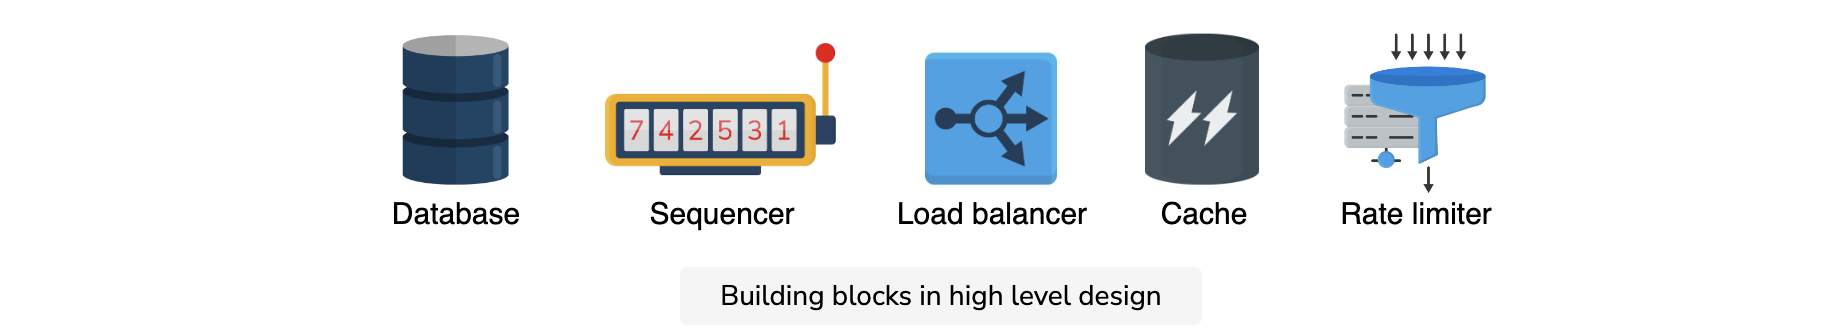 7 4 2 5 3 1
Database
Sequencer
Load balancer
Cache
Rate limiter
Building blocks in high level design